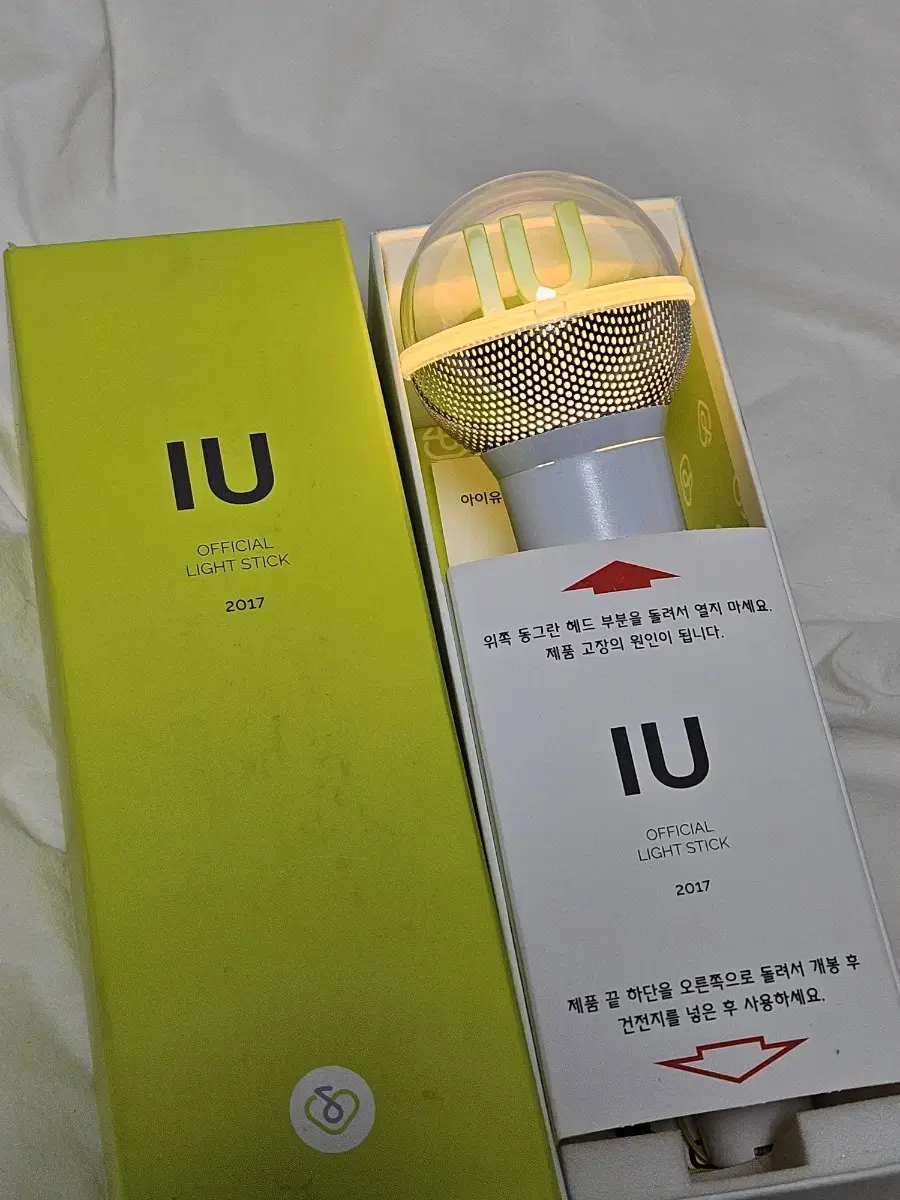 IU
OFFICIAL
LIGHT STICK
2017
IU
아이유
위쪽 동그란 헤드 부분을 돌려서 열지 마세요.
제품 고장의 원인이 됩니다.
IU
OFFICIAL
LIGHT STICK
2017
제품 끝 하단을 오른쪽으로 돌려서 개봉 후
건전지를 넣은 후 사용하세요.